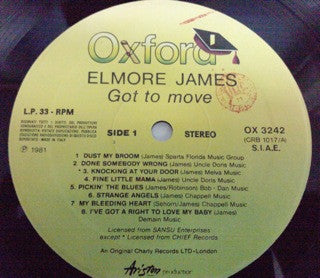 Oxford
ELMORE JAMES
Got to move
L.P. 33 - RPM
MADE IN ITALY
SIDE 1
STEREO
OX 3242
(CRB 1017/A)
S.I.A.E.
℗ 1981
1 DUST MY BROOM (James) Sparta Florida Music Group
2. DONE SOMEBODY WRONG (James) Uncle Doris Music
* 3. KNOCKING AT YOUR DOOR (James) Melva Music
4. FINE LITTLE MAMA (James) Uncle Doris Music
5. PICKIN' THE BLUES (James/Robinson) Bob - Dan Music
6. STRANGE ANGELS (James) Chappell Music
7. MY BLEEDING HEART (Sehorn/James) Chappell Music
8. I'VE GOT A RIGHT TO LOVE MY BABY (James)
Demain Music
Licensed from SANSU Enterprises
except * Licensed from CHIEF Records
An Original Charly Records LTD-London
Ariston production